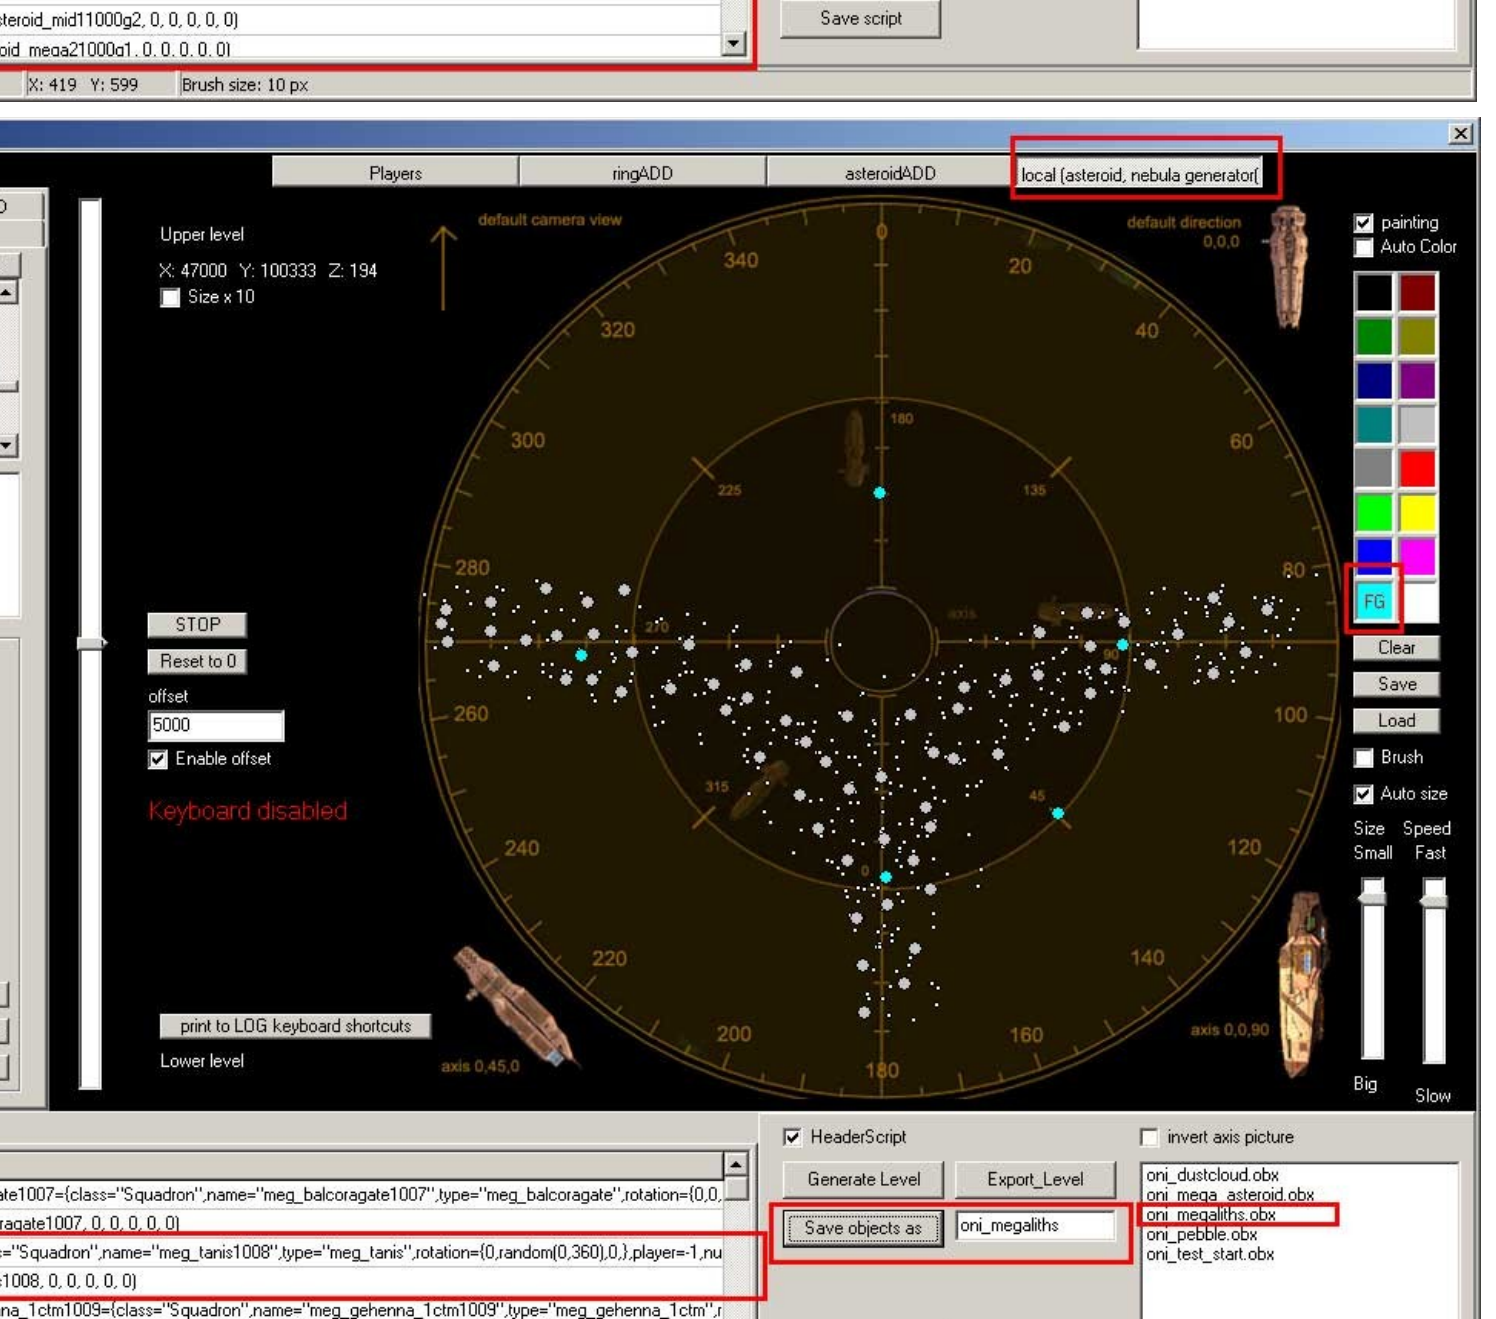 steroid_mid11000g2, 0, 0, 0, 0, 0)
oid_mega21000g1, 0, 0, 0, 0, 0)
Save script
X: 419 Y: 599 Brush size: 10 px
Players ringADD asteroidADD local (asteroid, nebula generator(
Upper level
X: 47000 Y: 100333 Z: 194
Size x 10
default camera view
default direction
0,0,0
painting
Auto Color
0
340
20
320
40
300
60
180
225
135
280
80
FG
STOP
270
axis
90
Reset to 0
Clear
offset
Save
5000
260
100
Load
Enable offset
Brush
315
45
Auto size
Keyboard disabled
Size Speed
Small Fast
240
120
0
220
140
print to LOG keyboard shortcuts
200
160
axis 0,0,90
Lower level
axis 0,45,0
180
Big
Slow
HeaderScript
invert axis picture
Generate Level Export_Level
Save objects as oni_megaliths
oni_dustcloud.obx
oni_mega_asteroid.obx
oni_megaliths.obx
oni_pebble.obx
oni_test_start.obx
ate1007={class="Squadron",name="meg_balcoragate1007",type="meg_balcoragate",rotation={0,0,
ragate1007, 0, 0, 0, 0, 0)
s="Squadron",name="meg_tanis1008",type="meg_tanis",rotation={0,random(0,360),0,},player=-1,nu
s1008, 0, 0, 0, 0, 0)
nna_1ctm1009={class="Squadron",name="meg_gehenna_1ctm1009",type="meg_gehenna_1ctm",r